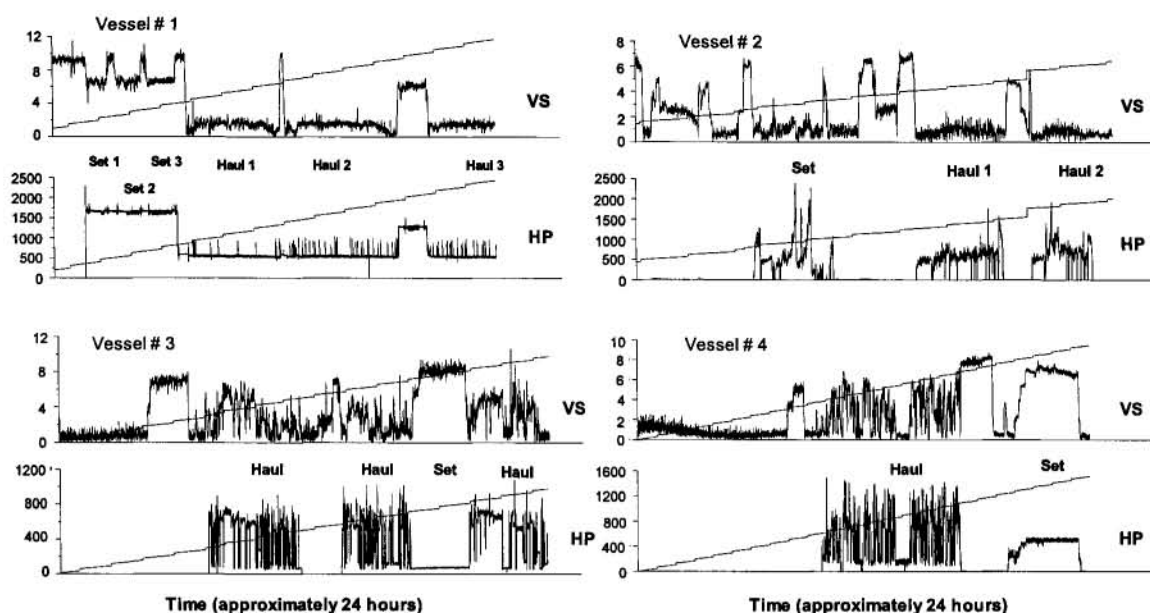 Vessel # 1
12
8
4
0
VS
Set 1 Set 3 Haul 1 Haul 2 Haul 3
Set 2
2500
2000
1500
1000
500
0
HP
Vessel # 2
8
6
4
2
0
VS
Set Haul 1 Haul 2
2500
2000
1500
1000
500
0
HP
Vessel # 3
12
8
4
0
VS
Haul Haul Set Haul
1200
800
400
0
HP
Time (approximately 24 hours)
Vessel # 4
10
8
6
4
2
0
VS
Haul Set
1600
1200
800
400
0
HP
Time (approximately 24 hours)